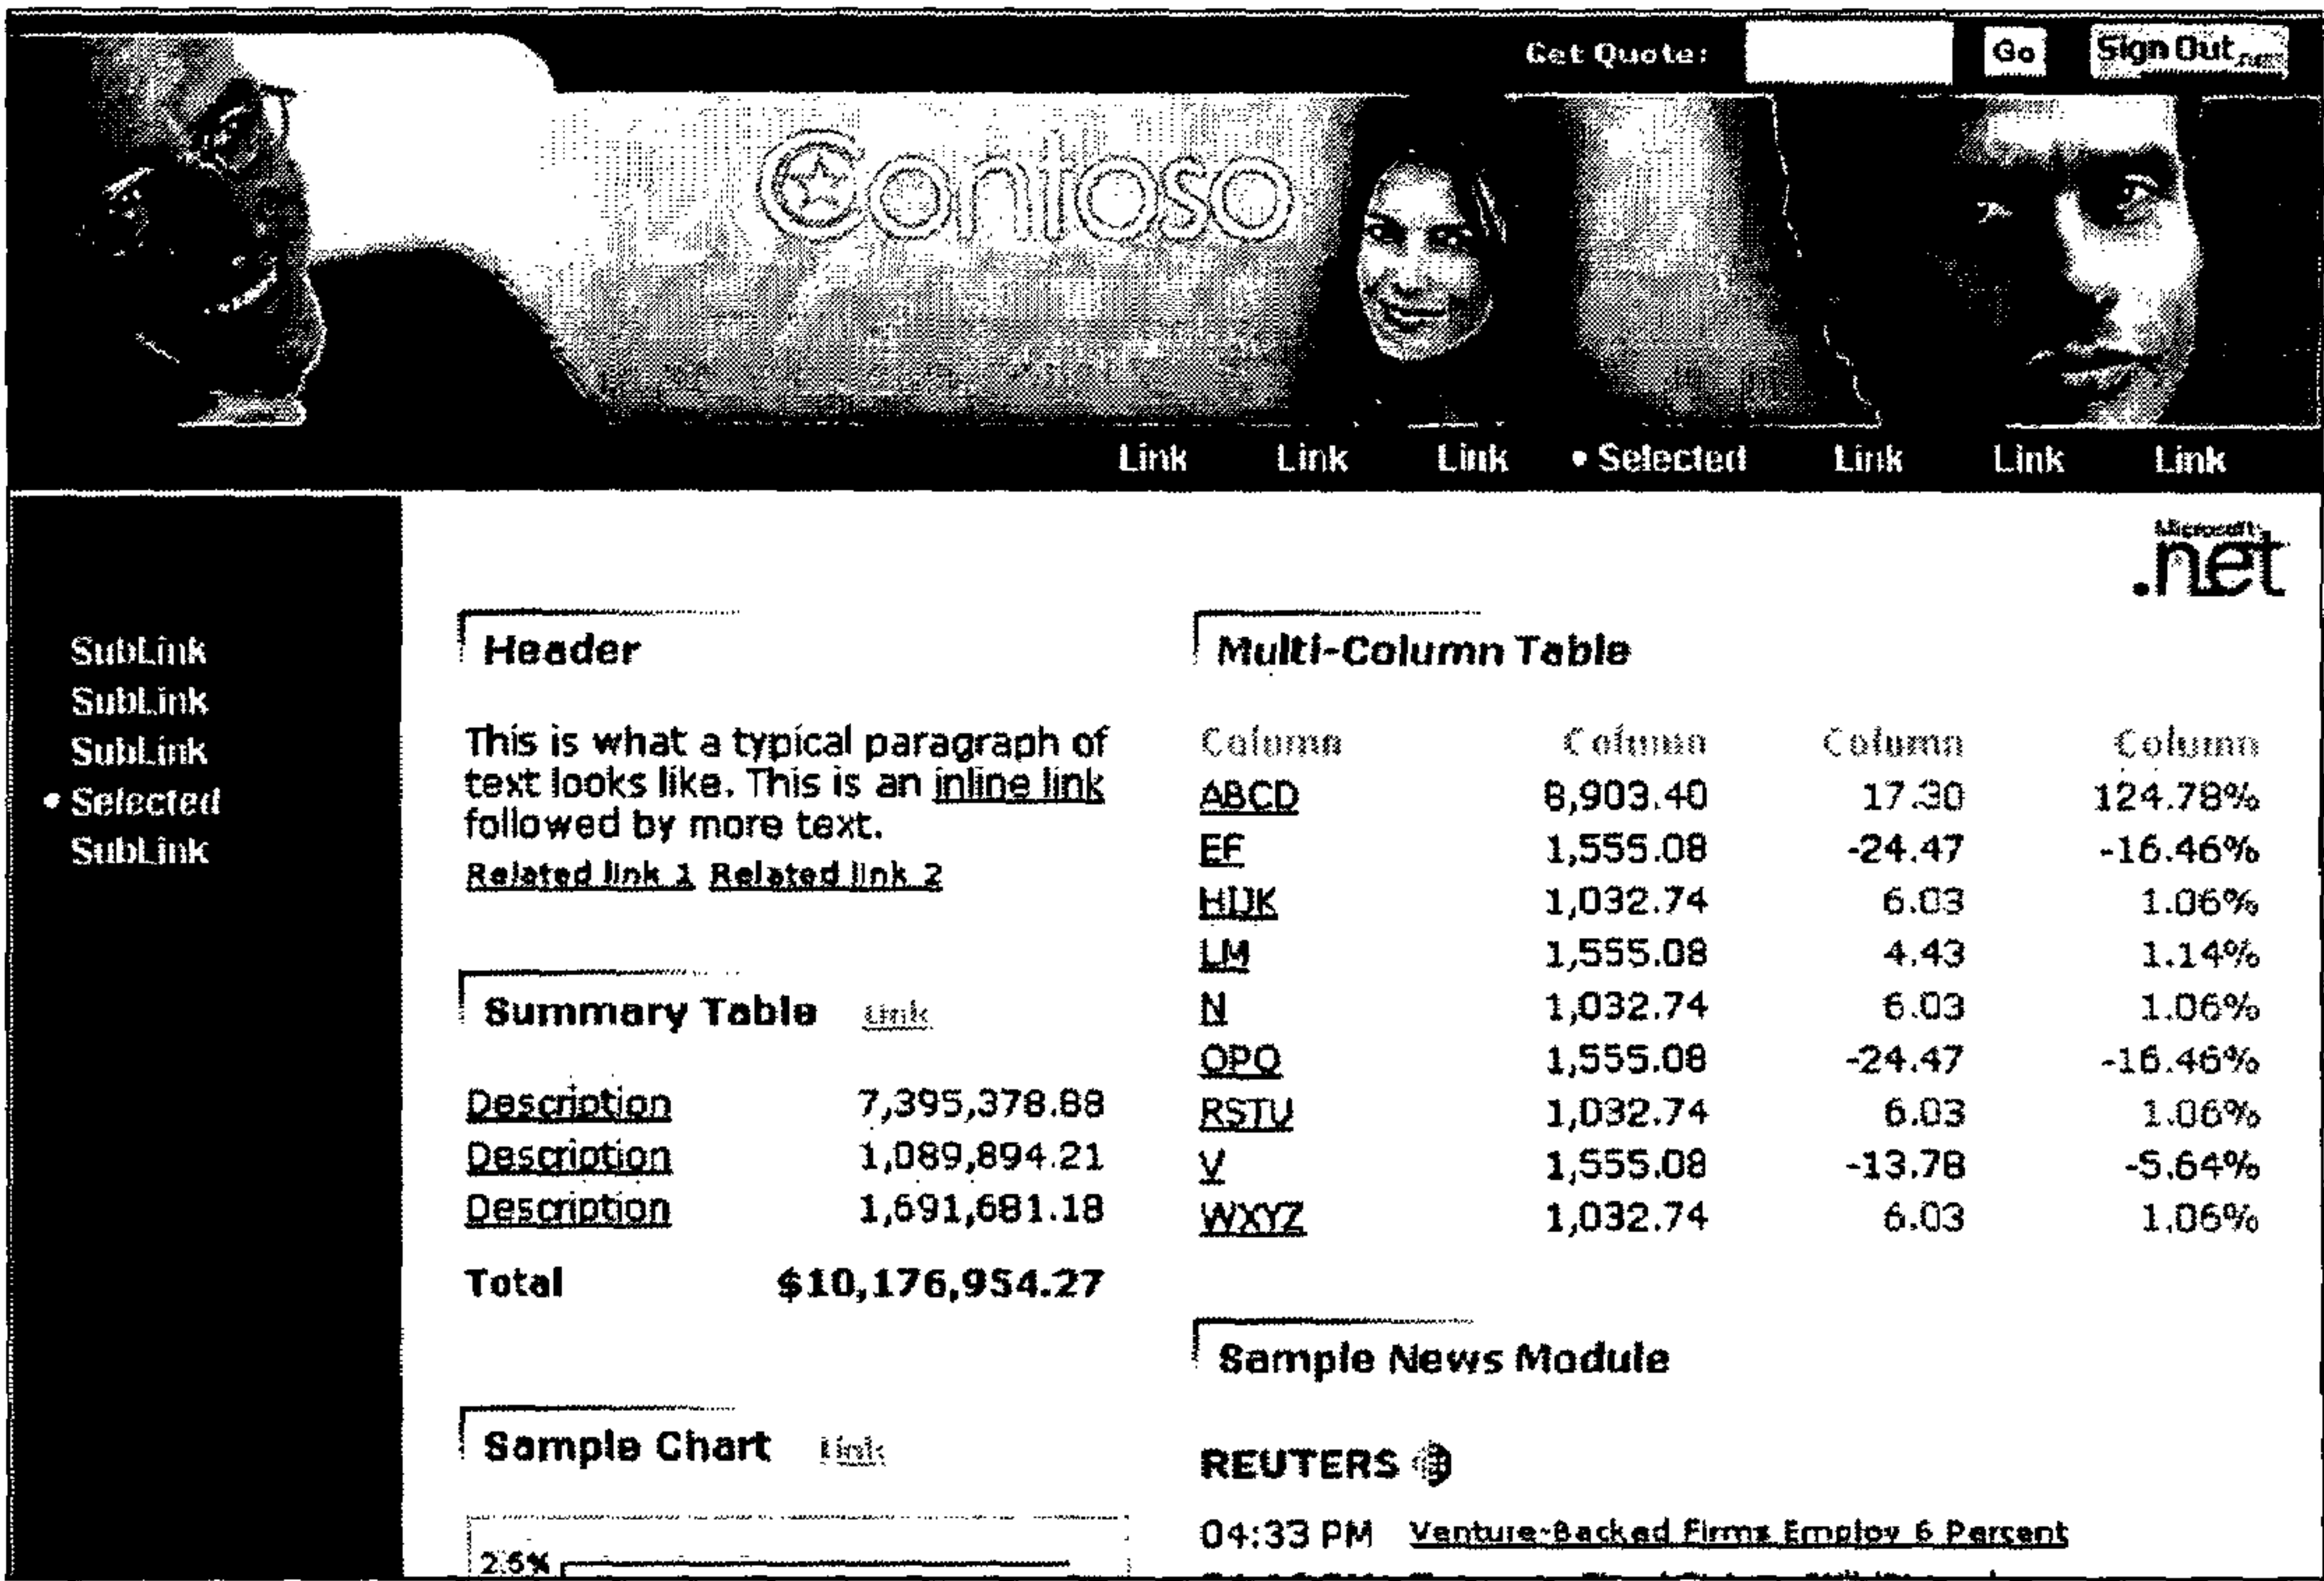 Get Quote: Go Sign Out .net
Contoso
Link Link Link • Selected Link Link Link
Microsoft
.net
SubLink
SubLink
SubLink
• Selected
SubLink
Header
This is what a typical paragraph of
text looks like. This is an inline link
followed by more text.
Related link 1 Related link 2
Summary Table Link
Description 7,395,378.88
Description 1,089,894.21
Description 1,691,681.18
Total $10,176,954.27
Sample Chart Link
2.5%
Multi-Column Table
Column Column Column Column
ABCD 8,903.40 17.30 124.78%
EF 1,555.08 -24.47 -16.46%
HIJK 1,032.74 6.03 1.06%
LM 1,555.08 4.43 1.14%
N 1,032.74 6.03 1.06%
OPQ 1,555.08 -24.47 -16.46%
RSTU 1,032.74 6.03 1.06%
V 1,555.08 -13.78 -5.64%
WXYZ 1,032.74 6.03 1.06%
Sample News Module
REUTERS
04:33 PM Venture-Backed Firms Employ 6 Percent